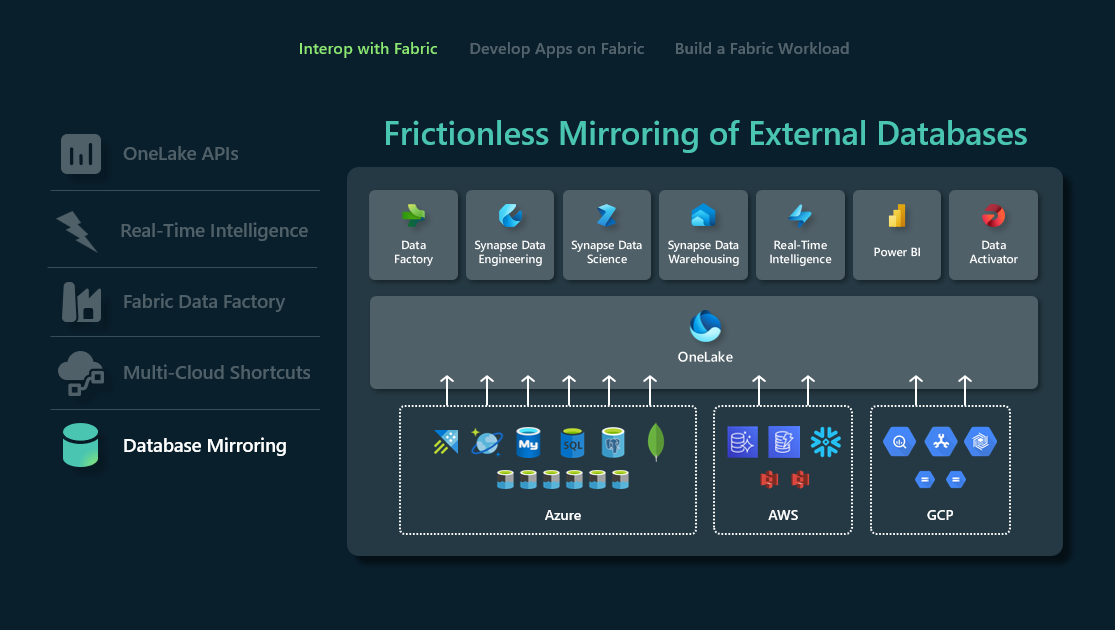 Interop with Fabric
Develop Apps on Fabric
Build a Fabric Workload
OneLake APIs
Real-Time Intelligence
Fabric Data Factory
Multi-Cloud Shortcuts
Database Mirroring
Frictionless Mirroring of External Databases
Data
Factory
Synapse Data
Engineering
Synapse Data
Science
Synapse Data
Warehousing
Real-Time
Intelligence
Power BI
Data
Activator
OneLake
My
SQL
Azure
AWS
GCP